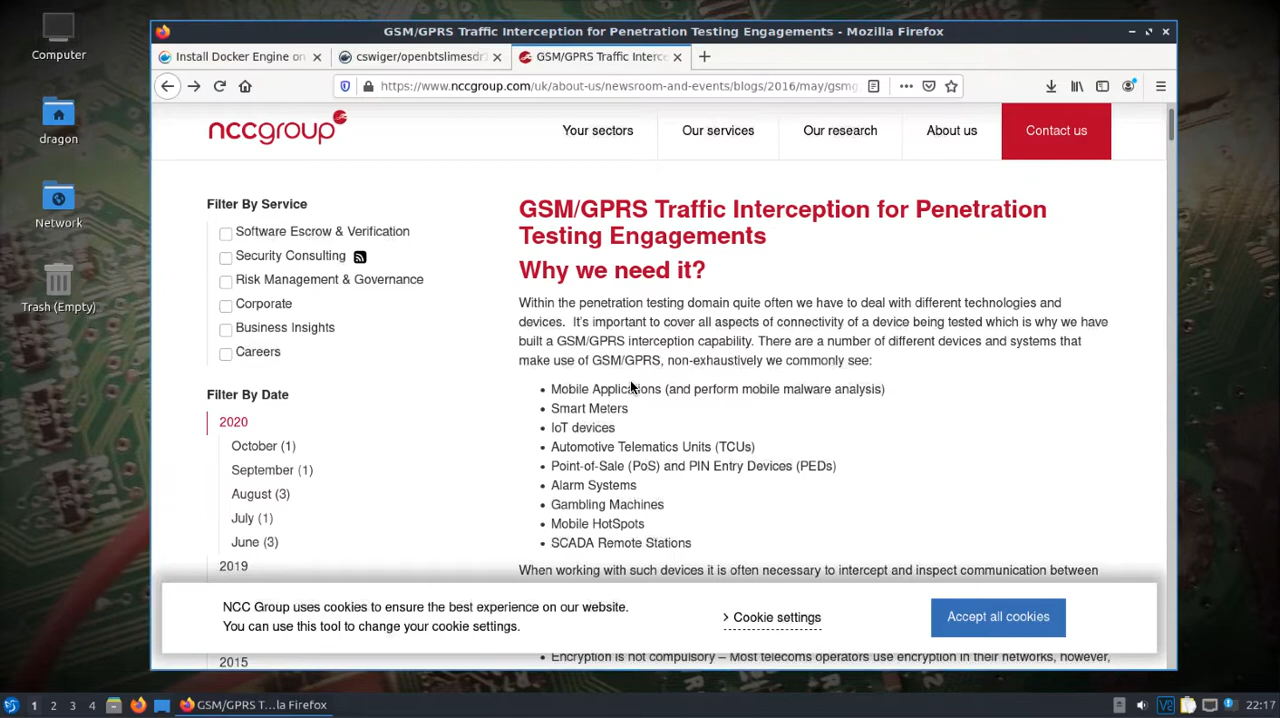 Computer
dragon
Network
Trash (Empty)
GSM/GPRS Traffic Interception for Penetration Testing Engagements - Mozilla Firefox
Install Docker Engine on
cswiger/openbtslimesdr1
GSM/GPRS Traffic Interc
https://www.nccgroup.com/uk/about-us/newsroom-and-events/blogs/2016/may/gsmg
nccgroup
Your sectors
Our services
Our research
About us
Contact us
Filter By Service
Software Escrow & Verification
Security Consulting
Risk Management & Governance
Corporate
Business Insights
Careers
Filter By Date
2020
October (1)
September (1)
August (3)
July (1)
June (3)
2019
2015
GSM/GPRS Traffic Interception for Penetration
Testing Engagements
Why we need it?
Within the penetration testing domain quite often we have to deal with different technologies and
devices.  It's important to cover all aspects of connectivity of a device being tested which is why we have
built a GSM/GPRS interception capability. There are a number of different devices and systems that
make use of GSM/GPRS, non-exhaustively we commonly see:
• Mobile Applications (and perform mobile malware analysis)
• Smart Meters
• IoT devices
• Automotive Telematics Units (TCUs)
• Point-of-Sale (PoS) and PIN Entry Devices (PEDs)
• Alarm Systems
• Gambling Machines
• Mobile HotSpots
• SCADA Remote Stations
When working with such devices it is often necessary to intercept and inspect communication between
NCC Group uses cookies to ensure the best experience on our website.
You can use this tool to change your cookie settings.
Cookie settings
Accept all cookies
• Encryption is not compulsory – Most telecoms operators use encryption in their networks, however,
1 2 3 4
GSM/GPRS T...la Firefox
22:17